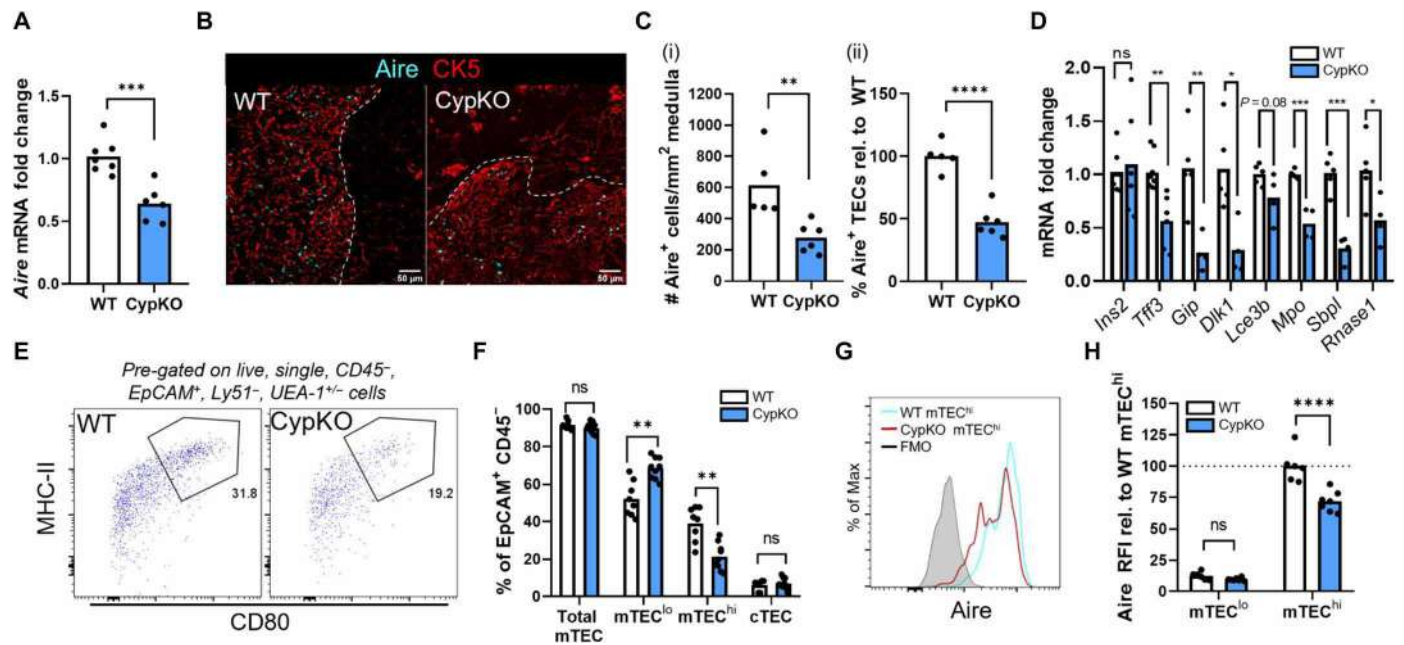 A
Aire mRNA fold change
1.5
1.0
0.5
0.0
***
WT
CypKO
B
Aire CK5
WT
CypKO
50 µm
50 µm
C
(i)
# Aire⁺ cells/mm² medulla
1200
1000
800
600
400
200
0
**
WT CypKO
(ii)
% Aire⁺ TECs rel. to WT
150
100
50
0
****
WT CypKO
D
WT
CypKO
mRNA fold change
2.0
1.5
1.0
0.5
0.0
ns
**
**
*
P = 0.08
***
***
*
Ins2
Tff3
Gip
Dlk1
Lce3b
Mpo
Sbpl
Rnase1
E
Pre-gated on live, single, CD45⁻,
EpCAM⁺, Ly51⁻, UEA-1⁺/⁻ cells
WT
31.8
CypKO
19.2
MHC-II
CD80
F
% of EpCAM⁺ CD45⁻
100
80
60
40
20
0
ns
**
**
ns
WT
CypKO
Total
mTEC
mTEClo
mTEChi
cTEC
G
WT mTEChi
CypKO mTEChi
FMO
% of Max
Aire
H
Aire RFI rel. to WT mTEChi
150
125
100
75
50
25
0
WT
CypKO
ns
****
mTEClo
mTEChi